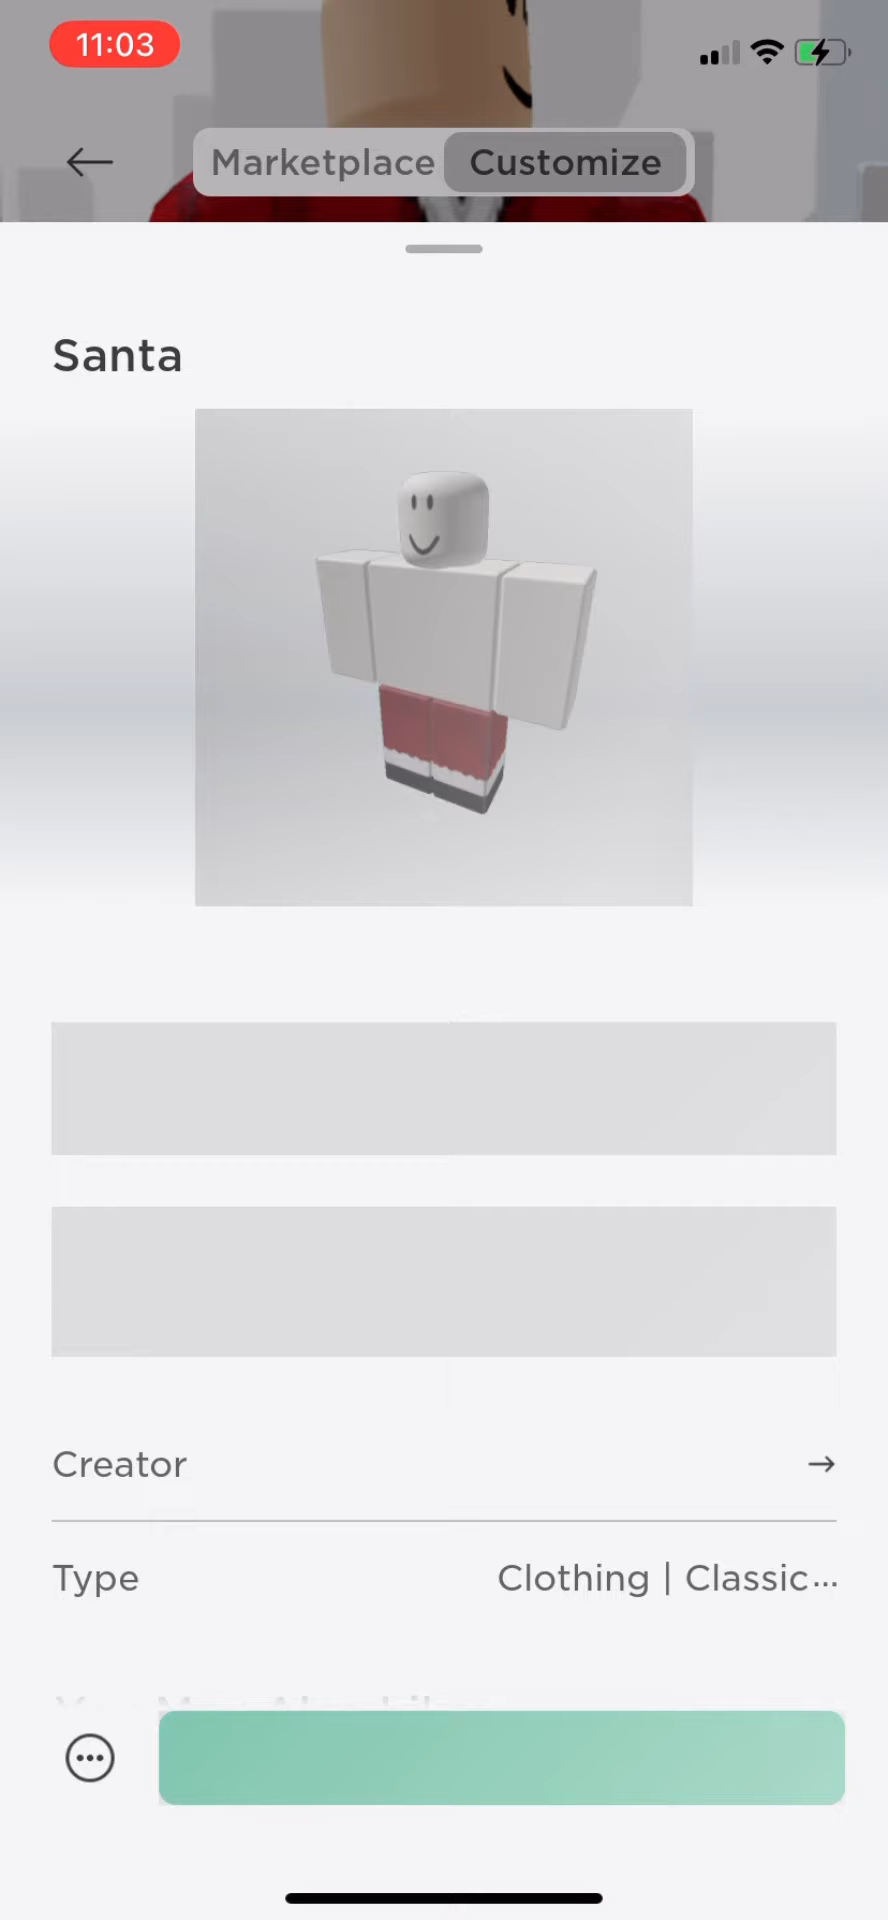 11:03
Marketplace Customize
Santa
Creator
Type Clothing | Classic...